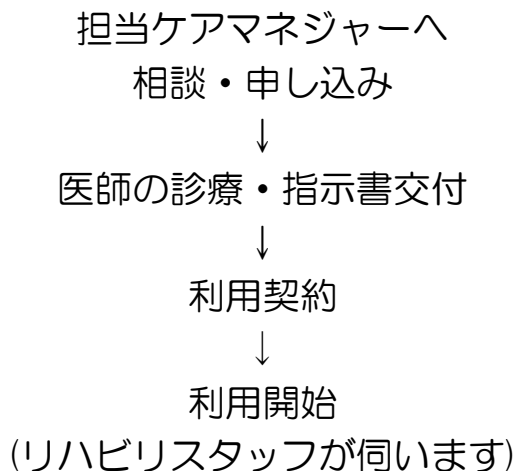 担当ケアマネジャーへ
相談・申し込み
↓
医師の診療・指示書交付
↓
利用契約
↓
利用開始
(リハビリスタッフが伺います)